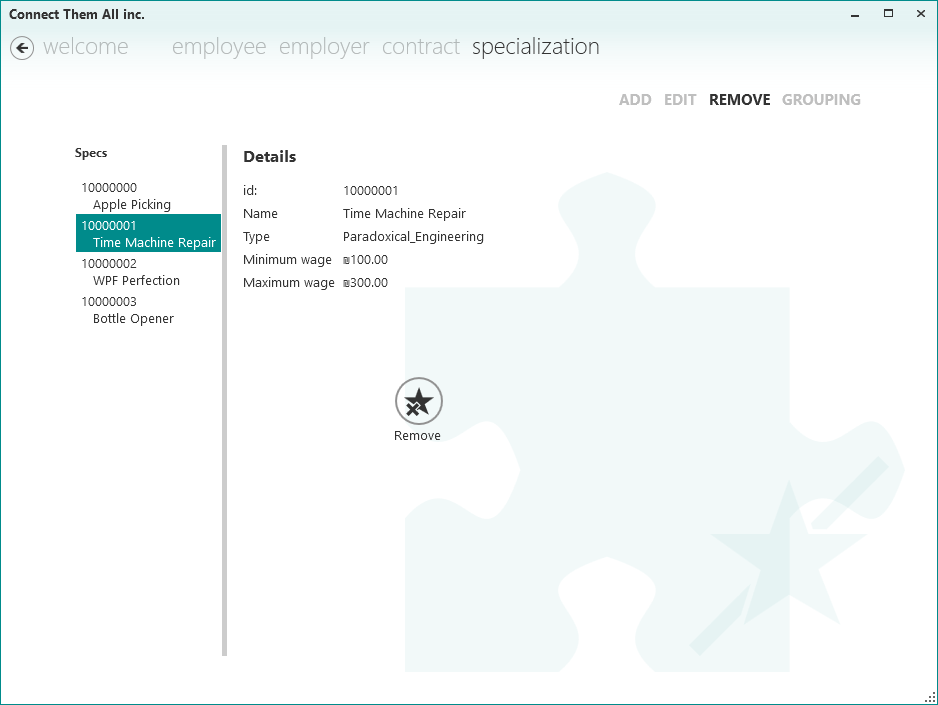 Connect Them All inc.
welcome employee employer contract specialization
ADD EDIT REMOVE GROUPING
Specs
10000000
Apple Picking
10000001
Time Machine Repair
10000002
WPF Perfection
10000003
Bottle Opener
Details
id: 10000001
Name Time Machine Repair
Type Paradoxical_Engineering
Minimum wage ₪100.00
Maximum wage ₪300.00
Remove